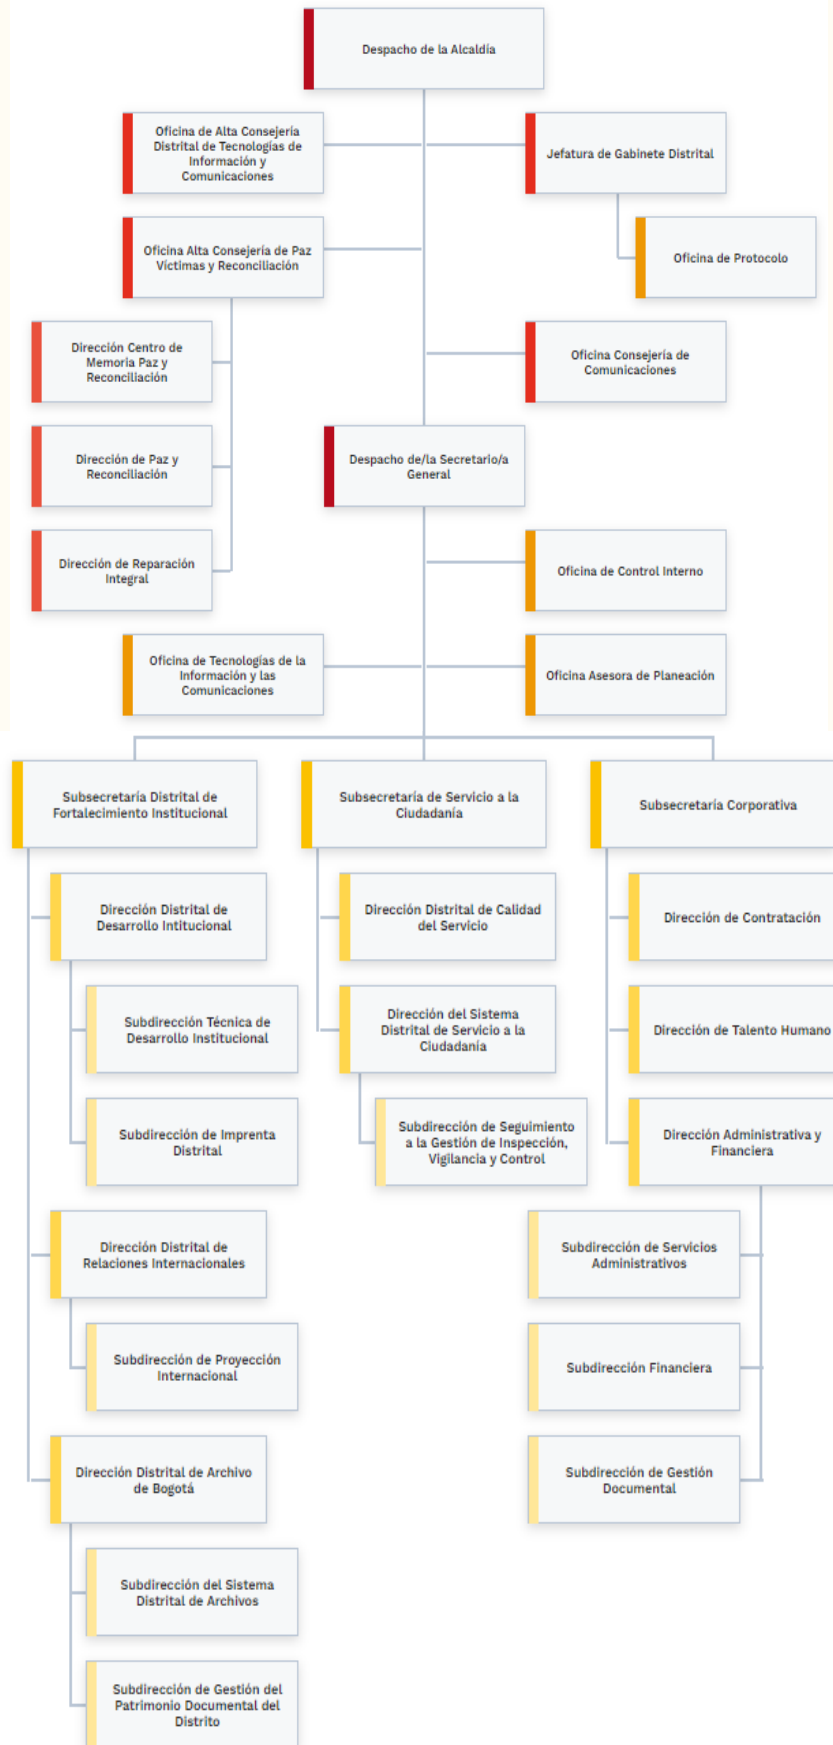 Despacho de la Alcaldía
Oficina de Alta Consejería
Distrital de Tecnologías de
Información y
Comunicaciones
Jefatura de Gabinete Distrital
Oficina Alta Consejería de Paz
Víctimas y Reconciliación
Oficina de Protocolo
Dirección Centro de
Memoria Paz y
Reconciliación
Oficina Consejería de
Comunicaciones
Dirección de Paz y
Reconciliación
Despacho de/la Secretario/a
General
Dirección de Reparación
Integral
Oficina de Control Interno
Oficina de Tecnologías de la
Información y las
Comunicaciones
Oficina Asesora de Planeación
Subsecretaría Distrital de
Fortalecimiento Institucional
Subsecretaría de Servicio a la
Ciudadanía
Subsecretaría Corporativa
Dirección Distrital de
Desarrollo Intitucional
Dirección Distrital de Calidad
del Servicio
Dirección de Contratación
Subdirección Técnica de
Desarrollo Institucional
Dirección del Sistema
Distrital de Servicio a la
Ciudadanía
Dirección de Talento Humano
Subdirección de Imprenta
Distrital
Subdirección de Seguimiento
a la Gestión de Inspección,
Vigilancia y Control
Dirección Administrativa y
Financiera
Dirección Distrital de
Relaciones Internacionales
Subdirección de Servicios
Administrativos
Subdirección de Proyección
Internacional
Subdirección Financiera
Dirección Distrital de Archivo
de Bogotá
Subdirección de Gestión
Documental
Subdirección del Sistema
Distrital de Archivos
Subdirección de Gestión del
Patrimonio Documental del
Distrito